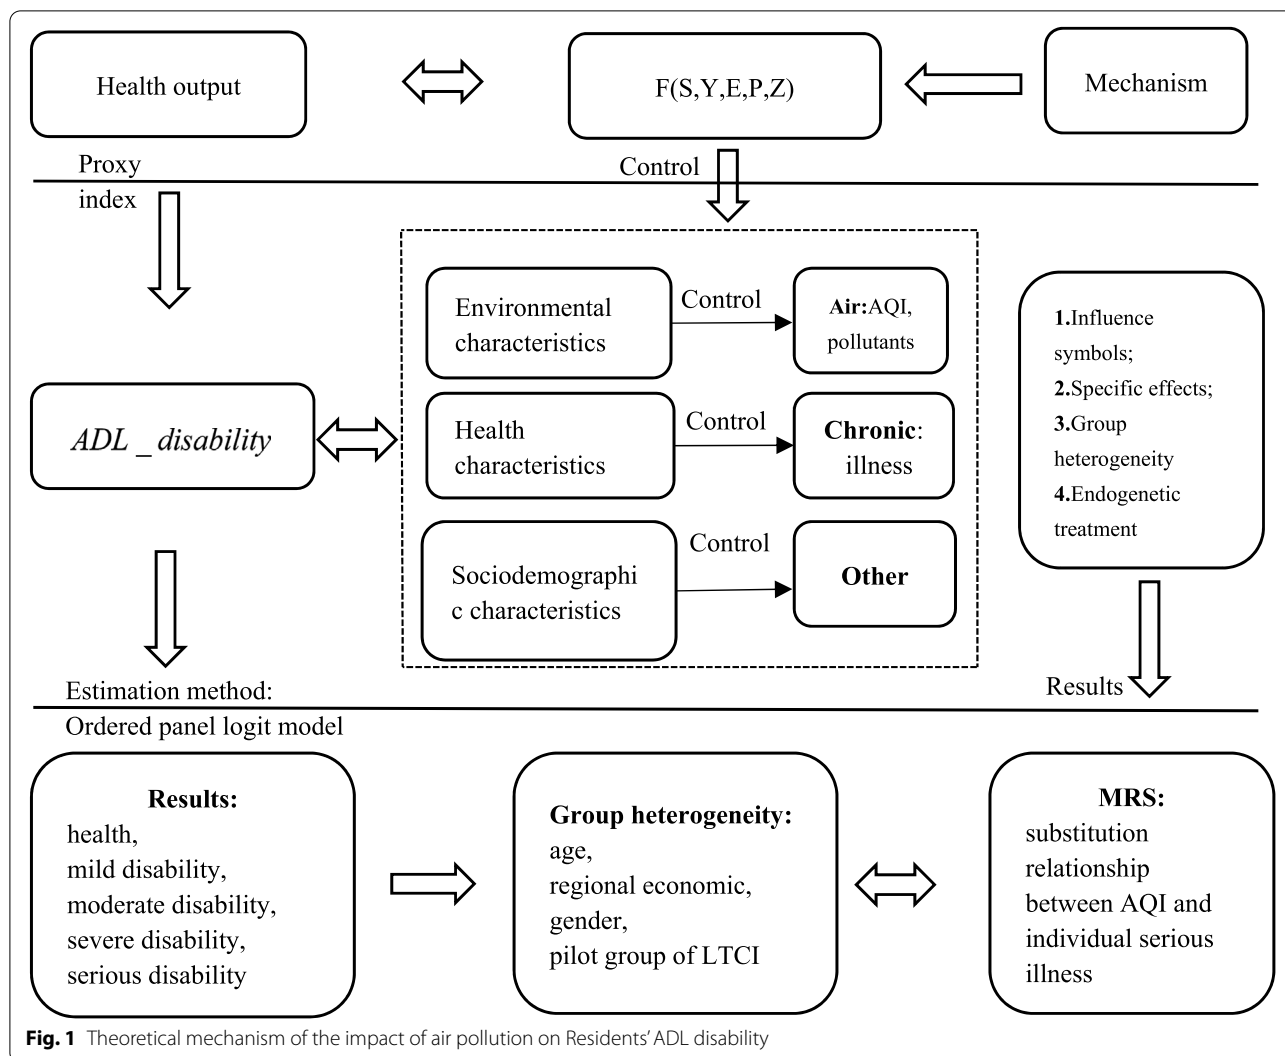 Health output
F(S,Y,E,P,Z)
Mechanism
Proxy
index
Control
Environmental
characteristics
Control
Air:AQI,
pollutants
Health
characteristics
Control
Chronic:
illness
Sociodemographi
c characteristics
Control
Other
ADL _ disability
1.Influence
symbols;
2.Specific effects;
3.Group
heterogeneity
4.Endogenetic
treatment
Estimation method:
Ordered panel logit model
Results
Results:
health,
mild disability,
moderate disability,
severe disability,
serious disability
Group heterogeneity:
age,
regional economic,
gender,
pilot group of LTCI
MRS:
substitution
relationship
between AQI and
individual serious
illness
Fig. 1 Theoretical mechanism of the impact of air pollution on Residents’ ADL disability